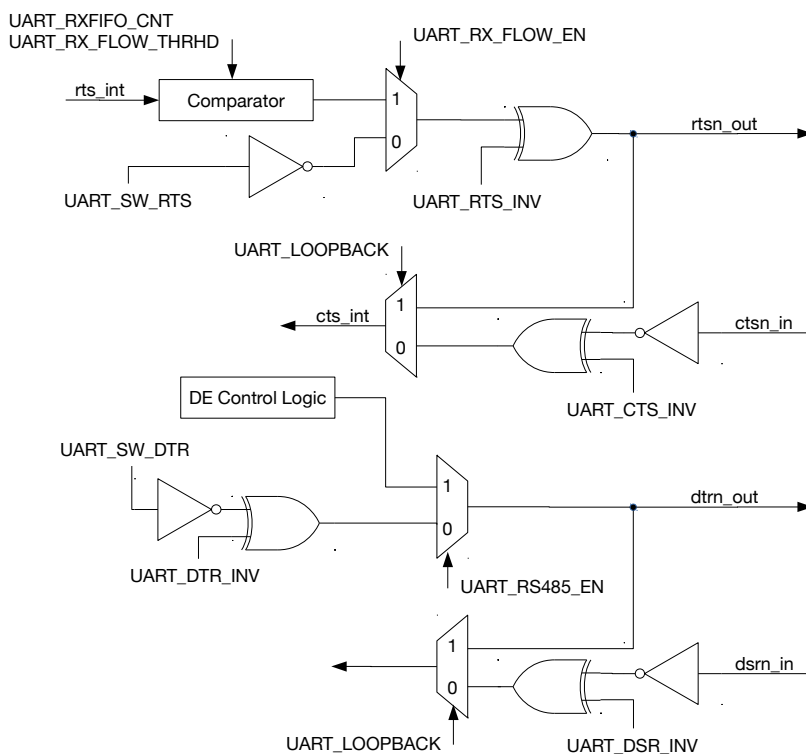 UART_RXFIFO_CNT
UART_RX_FLOW_THRHD
UART_RX_FLOW_EN
rts_int
Comparator
1
0
rtsn_out
UART_SW_RTS
UART_RTS_INV
UART_LOOPBACK
cts_int
1
0
ctsn_in
UART_CTS_INV
DE Control Logic
UART_SW_DTR
1
0
dtrn_out
UART_DTR_INV
UART_RS485_EN
1
0
dsrn_in
UART_LOOPBACK
UART_DSR_INV